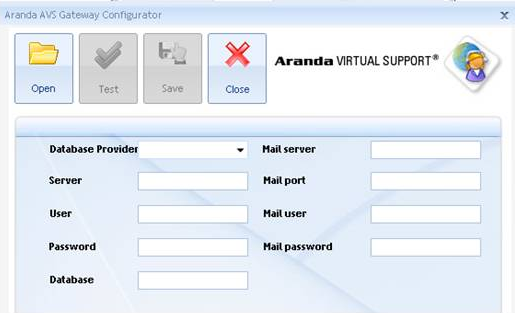 Aranda AVS Gateway Configurator
Open Test Save Close
Aranda VIRTUAL SUPPORT®
Database Provider Mail server
Server Mail port
User Mail user
Password Mail password
Database